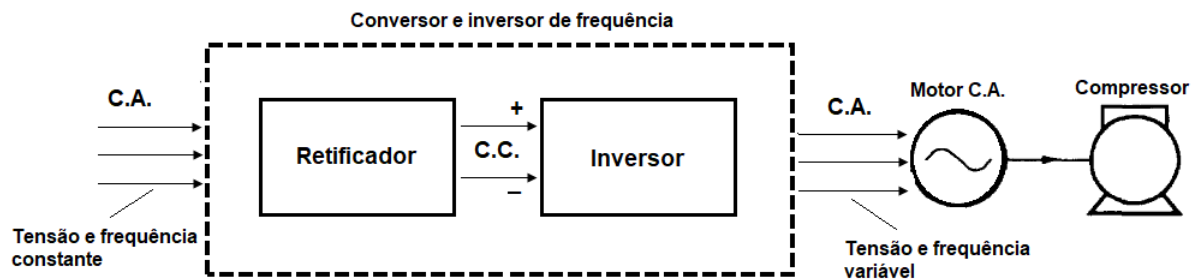 Conversor e inversor de frequência
C.A.
Retificador
+
C.C.
–
Inversor
C.A.
Motor C.A.
Compressor
Tensão e frequência
constante
Tensão e frequência
variável